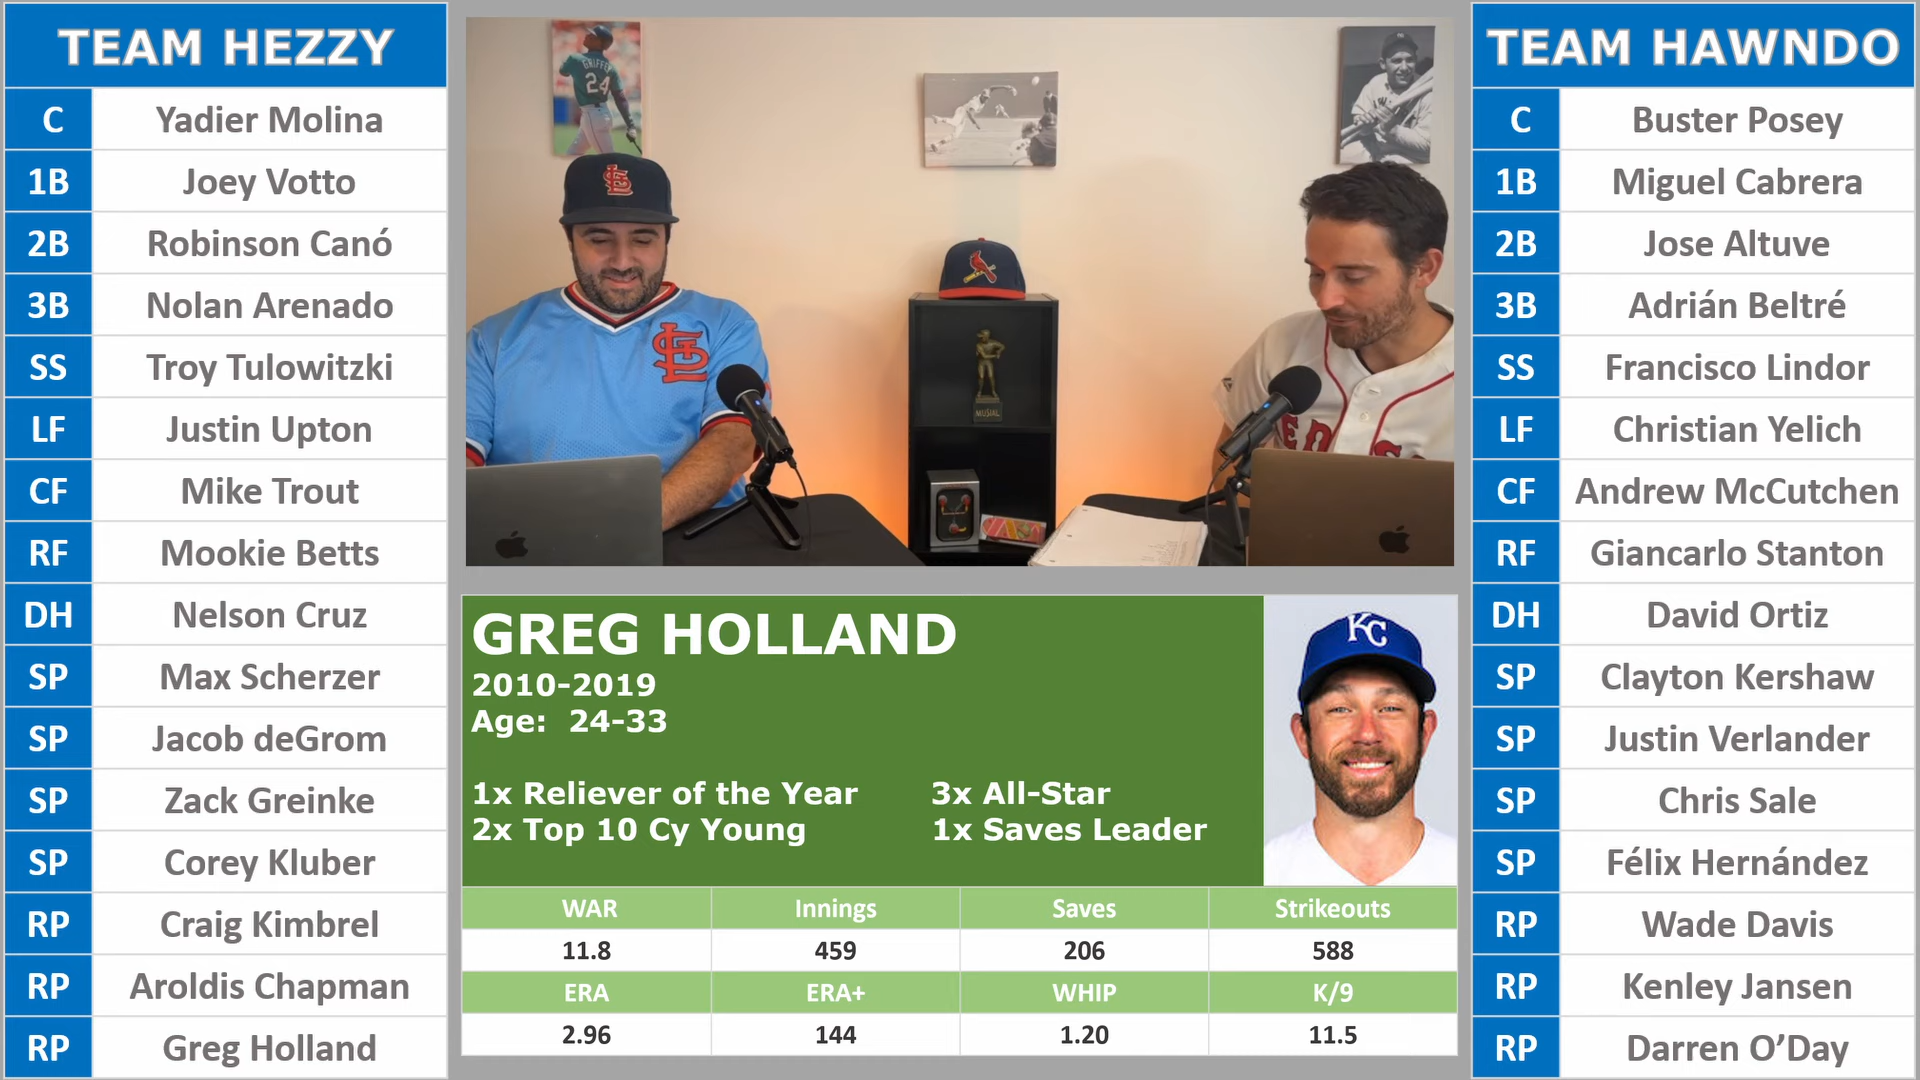 TEAM HEZZY
C Yadier Molina
1B Joey Votto
2B Robinson Canó
3B Nolan Arenado
SS Troy Tulowitzki
LF Justin Upton
CF Mike Trout
RF Mookie Betts
DH Nelson Cruz
SP Max Scherzer
SP Jacob deGrom
SP Zack Greinke
SP Corey Kluber
RP Craig Kimbrel
RP Aroldis Chapman
RP Greg Holland
GRIFFEY
24
STL
STL
MUSIAL
RED S
GREG HOLLAND
2010-2019
Age: 24-33
1x Reliever of the Year 3x All-Star
2x Top 10 Cy Young 1x Saves Leader
KC
WAR Innings Saves Strikeouts
11.8 459 206 588
ERA ERA+ WHIP K/9
2.96 144 1.20 11.5
TEAM HAWNDO
C Buster Posey
1B Miguel Cabrera
2B Jose Altuve
3B Adrián Beltré
SS Francisco Lindor
LF Christian Yelich
CF Andrew McCutchen
RF Giancarlo Stanton
DH David Ortiz
SP Clayton Kershaw
SP Justin Verlander
SP Chris Sale
SP Félix Hernández
RP Wade Davis
RP Kenley Jansen
RP Darren O’Day